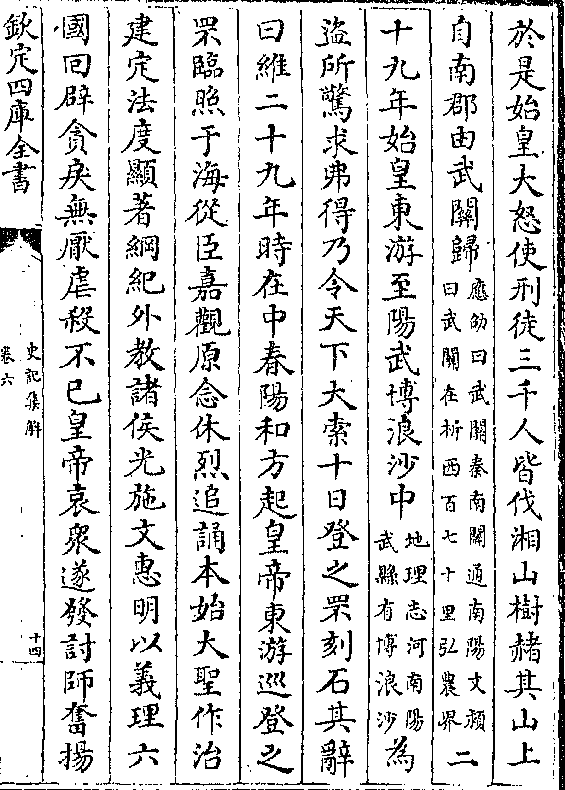 於是始皇大怒使刑徒三千人皆伐湘山樹赭其山上
自南郡由武關歸應劭曰武關秦南關通南陽文穎曰武關在析西百七十里弘農界二
十九年始皇東游至陽武博浪沙中地理志河南陽武縣有博浪沙為
盜所驚求弗得乃令天下大索十日登之罘刻石其辭
曰維二十九年時在中春陽和方起皇帝東游巡登之
罘臨照于海從臣嘉觀原念休烈追誦本始大聖作治
建定法度顯著綱紀外教諸侯光施文惠明以義理六
國回辟貪戾無厭虐殺不已皇帝哀衆遂發討師奮揚
欽定四庫全書
史記集解
卷六
十四